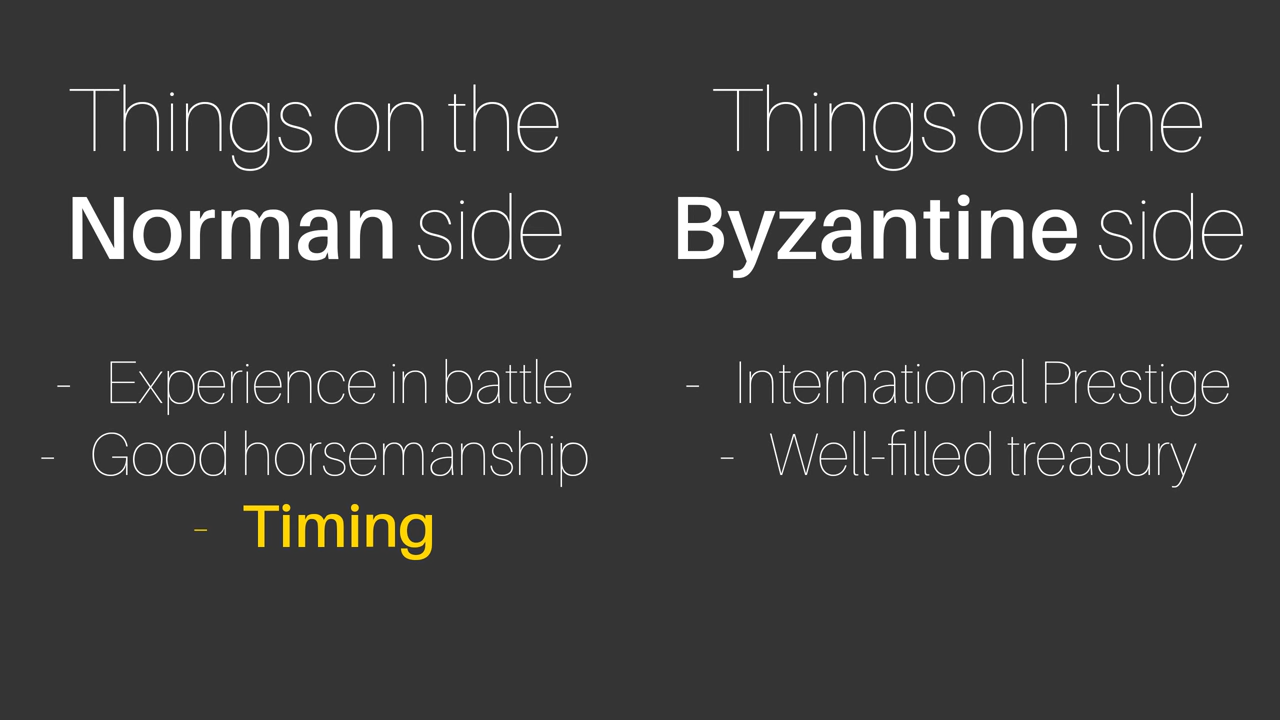 Things on the
Norman side
- Experience in battle
- Good horsemanship
- Timing
Things on the
Byzantine side
- International Prestige
- Well-filled treasury